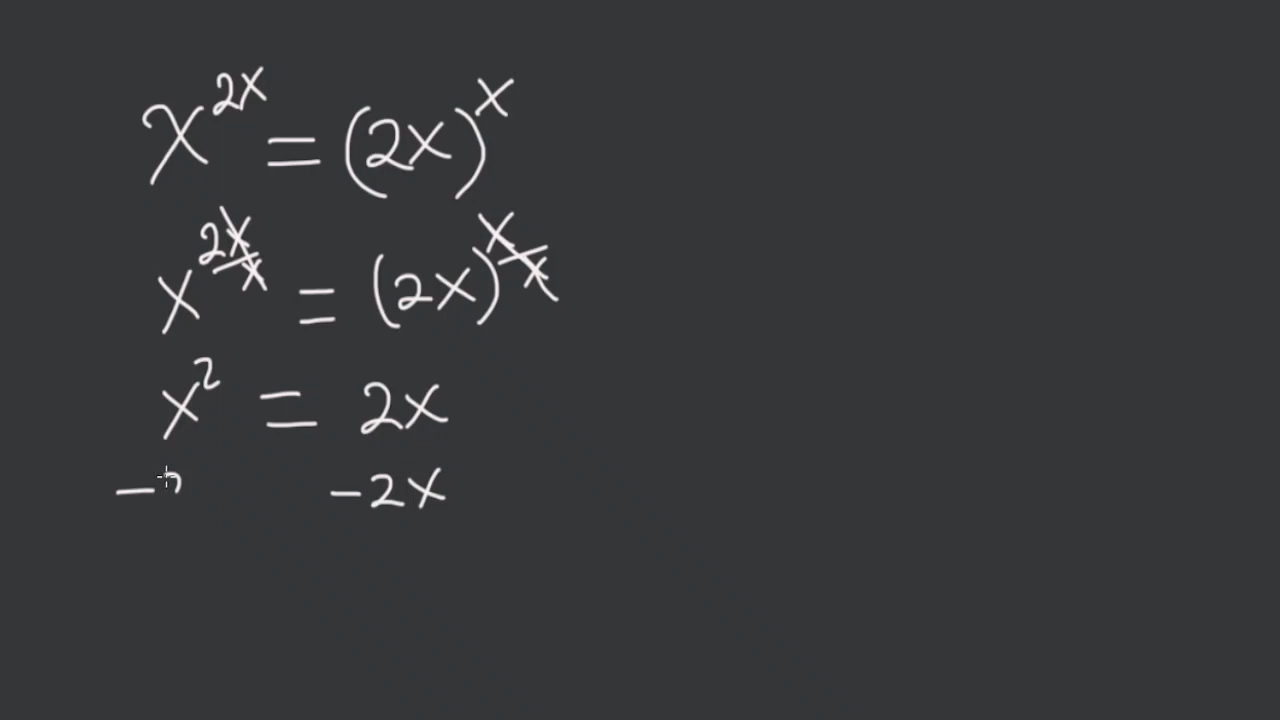 x^{2x} = (2x)^x
x^{2x/x} = (2x)^{x/x}
x^2 = 2x
- -2x